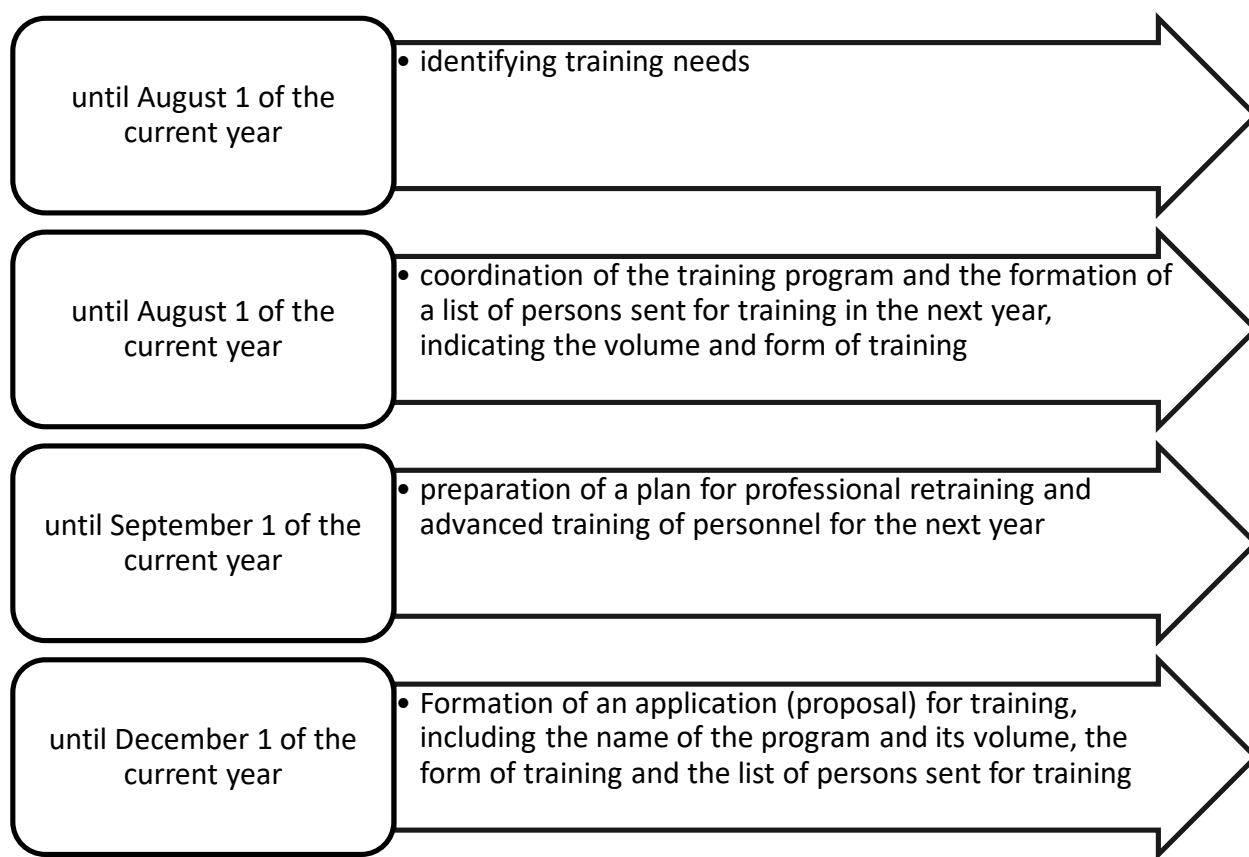 until August 1 of the
current year
• identifying training needs
until August 1 of the
current year
• coordination of the training program and the formation of
a list of persons sent for training in the next year,
indicating the volume and form of training
until September 1 of the
current year
• preparation of a plan for professional retraining and
advanced training of personnel for the next year
until December 1 of the
current year
• Formation of an application (proposal) for training,
including the name of the program and its volume, the
form of training and the list of persons sent for training